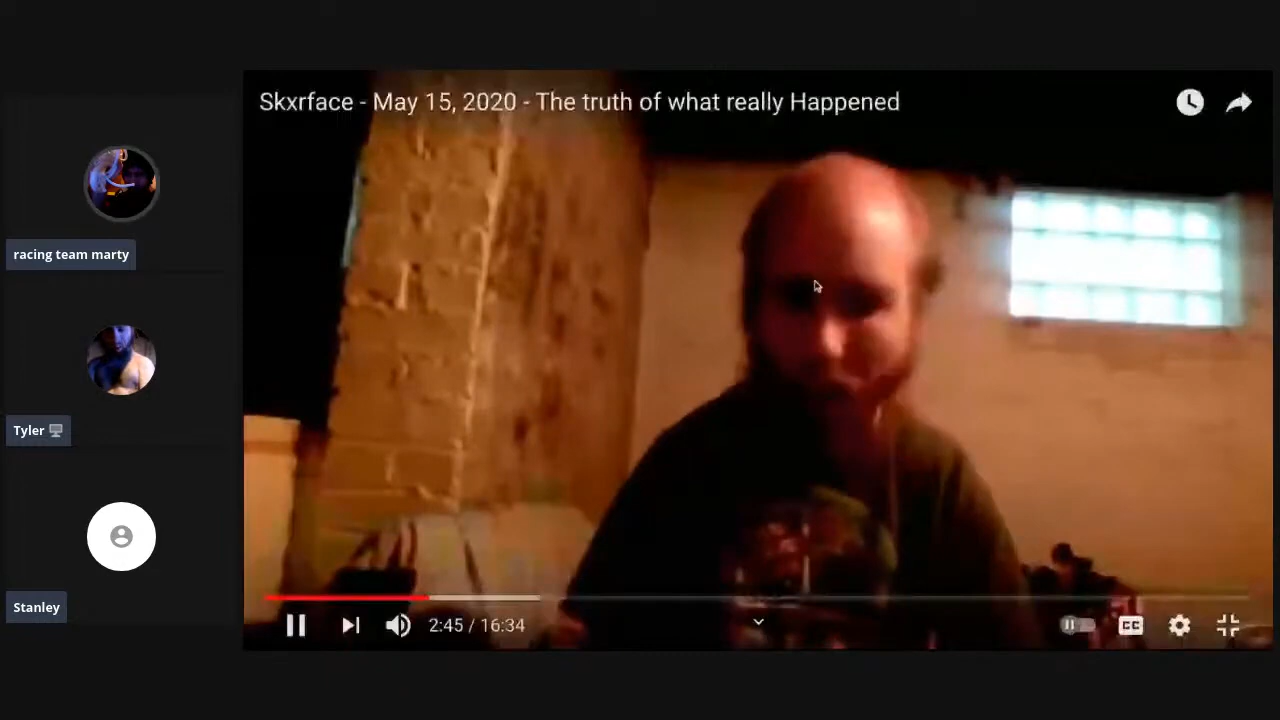 Skxrface - May 15, 2020 - The truth of what really Happened
racing team marty
Tyler
Stanley
2:45 / 16:34
CC